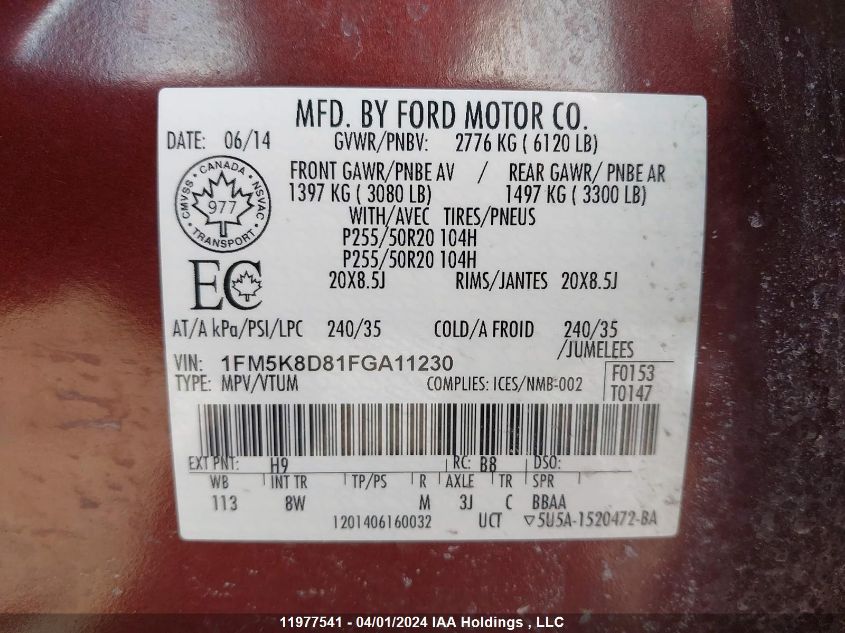 MFD. BY FORD MOTOR CO.
DATE: 06/14 GVWR/PNBV: 2776 KG ( 6120 LB)
FRONT GAWR/PNBE AV / REAR GAWR/ PNBE AR
1397 KG ( 3080 LB) 1497 KG ( 3300 LB)
CMVSS CANADA NSVAC
977
TRANSPORT
WITH/AVEC TIRES/PNEUS
P255/50R20 104H
P255/50R20 104H
EC
20X8.5J RIMS/JANTES 20X8.5J
AT/A kPa/PSI/LPC 240/35 COLD/A FROID 240/35
/JUMELEES
VIN: 1FM5K8D81FGA11230 F0153
TYPE: MPV/VTUM COMPLIES: ICES/NMB-002 T0147
EXT PNT: H9 RC: B8 DSO:
WB INT TR TP/PS R AXLE TR SPR
113 8W M 3J C BBAA
1201406160032 UCT ▽5U5A-1520472-BA
11977541 - 04/01/2024 IAA Holdings , LLC